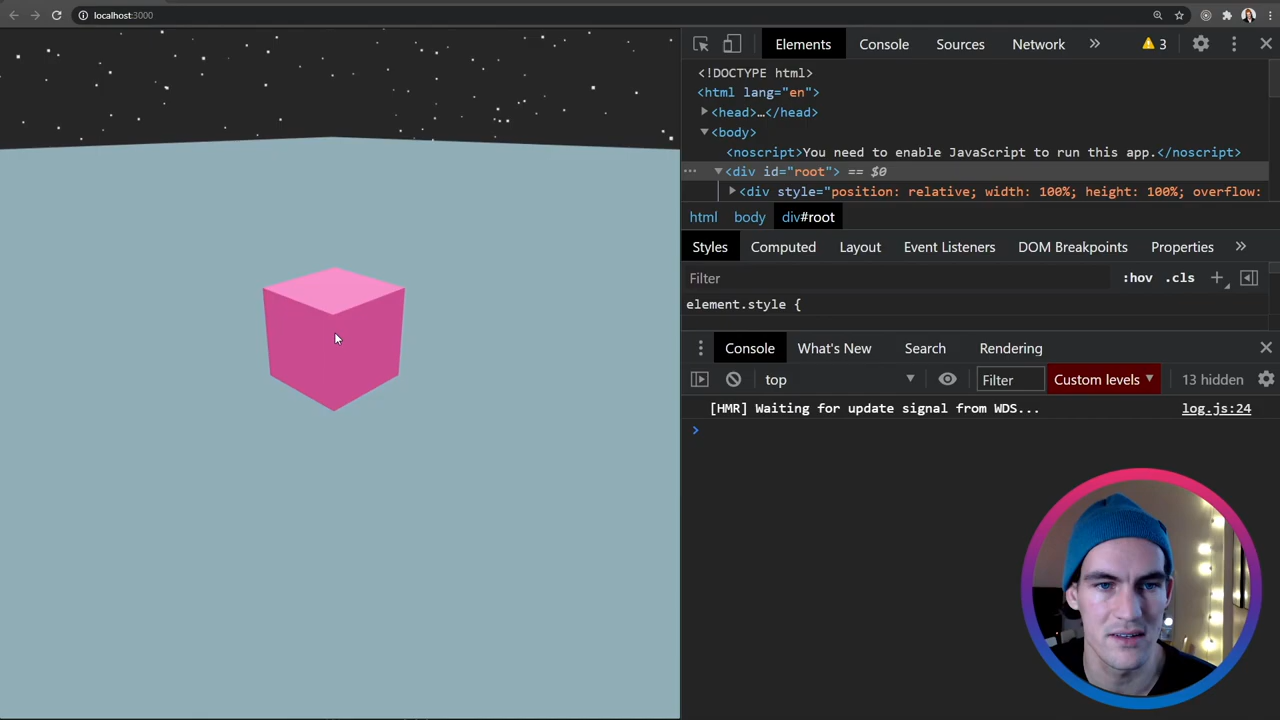 localhost:3000
Elements Console Sources Network » 3
<!DOCTYPE html>
<html lang="en">
<head>…</head>
<body>
<noscript>You need to enable JavaScript to run this app.</noscript>
<div id="root"> == $0
<div style="position: relative; width: 100%; height: 100%; overflow:
html body div#root
Styles Computed Layout Event Listeners DOM Breakpoints Properties »
Filter :hov .cls +
element.style {
Console What's New Search Rendering
top Filter Custom levels 13 hidden
[HMR] Waiting for update signal from WDS... log.js:24
>